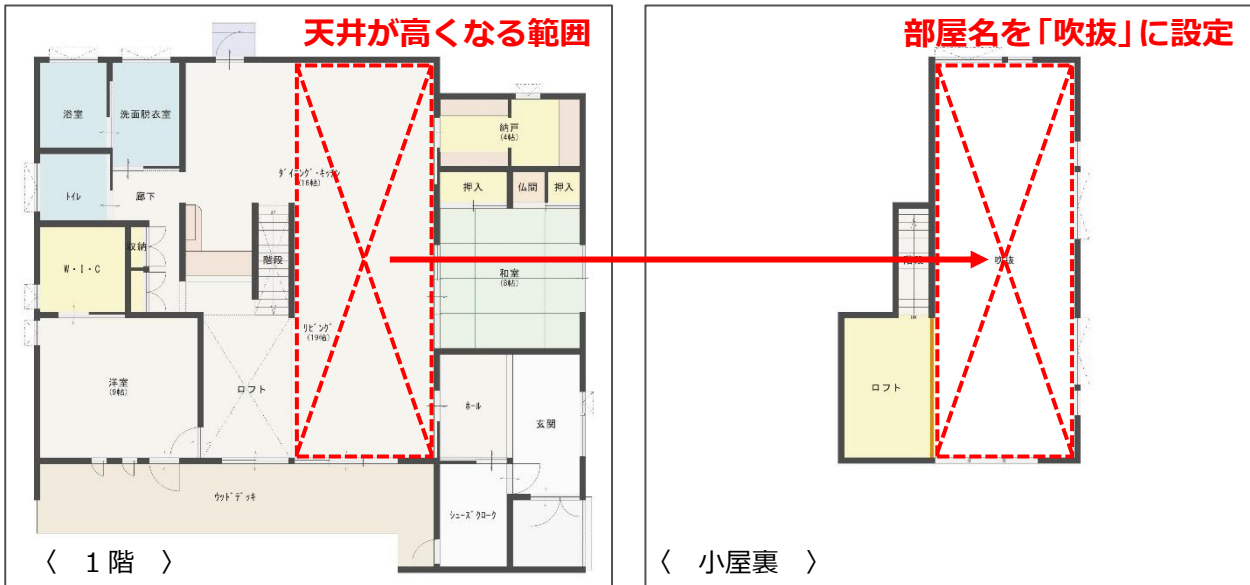 天井が高くなる範囲
部屋名を「吹抜」に設定
浴室
洗面脱衣室
納戸
(4帖)
ダイニング・キッチン
(16帖)
トイレ
廊下
押入
仏間
押入
収納
W・I・C
階段
和室
(8帖)
階段
吹抜
リビング
(19帖)
洋室
(9帖)
ロフト
ホール
玄関
ロフト
ウッドデッキ
シューズクローク
〈 1階 〉
〈 小屋裏 〉